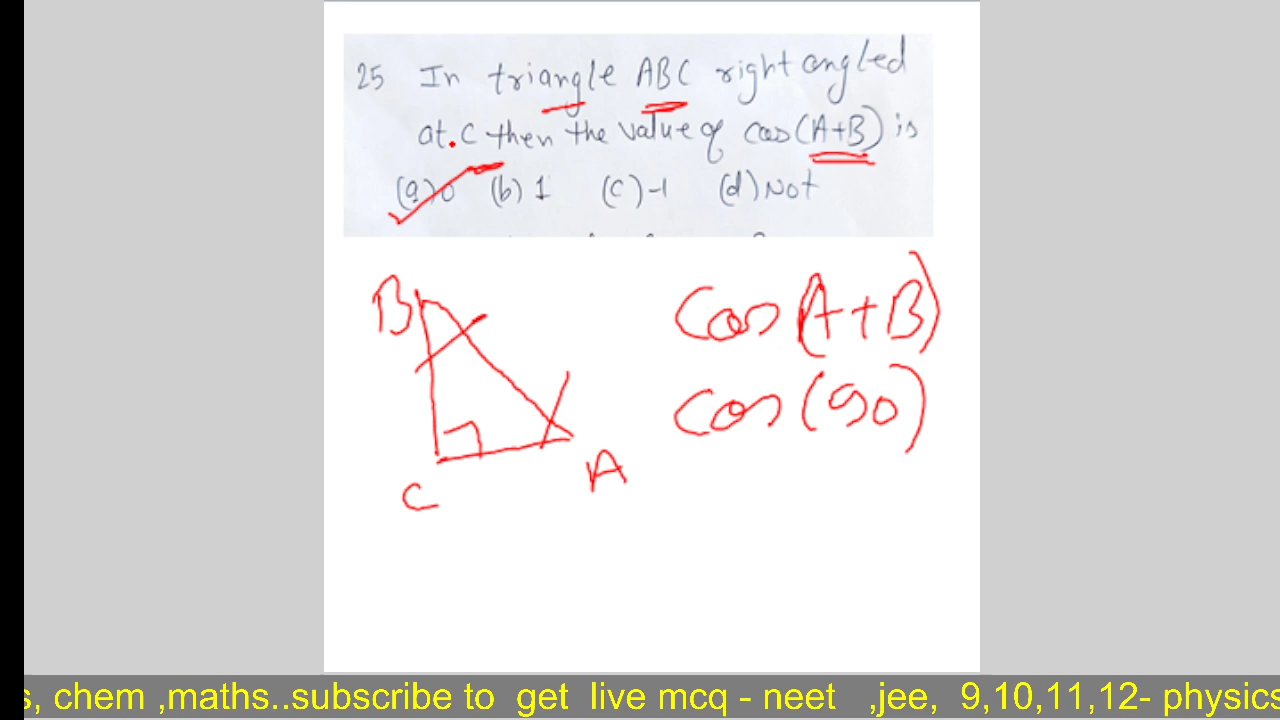 25 In triangle ABC right angled
at. C then the value of cos(A+B) is
(a) 0 (b) 1 (c) -1 (d) Not
B
cos(A+B)
cos(90)
A
C
s, chem ,maths..subscribe to get live mcq - neet ,jee, 9,10,11,12- physics